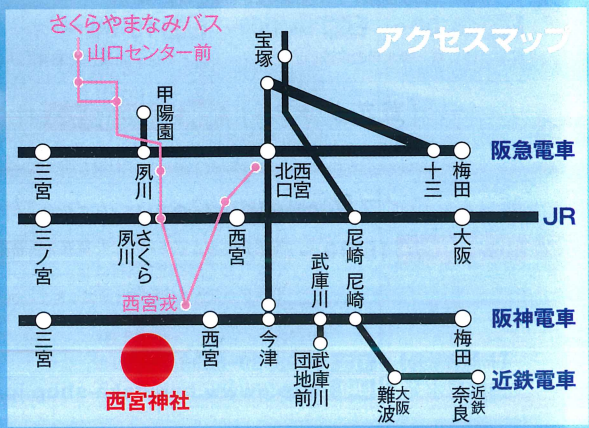 アクセスマップ
さくらやまなみバス
山口センター前
宝塚
甲陽園
阪急電車
三宮
夙川
西宮
北口
十三
梅田
JR
三ノ宮
さくら
夙川
西宮
尼崎
大阪
西宮戎
武庫川
尼崎
阪神電車
三宮
西宮
今津
武庫川
団地前
梅田
近鉄電車
大阪
難波
近鉄
奈良
西宮神社